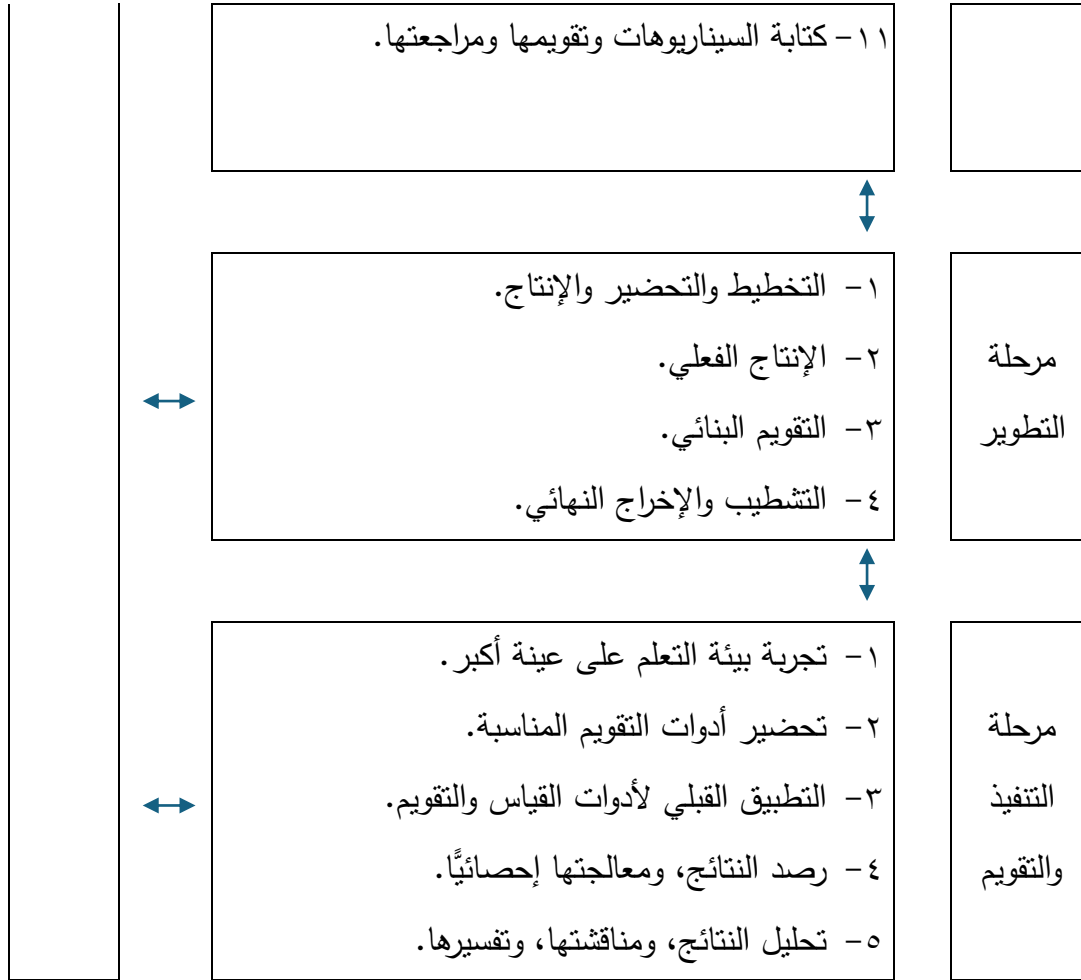 ١١- كتابة السيناريوهات وتقويمها ومراجعتها.
مرحلة
التطوير
١- التخطيط والتحضير والإنتاج.
٢- الإنتاج الفعلي.
٣- التقويم البنائي.
٤- التشطيب والإخراج النهائي.
مرحلة
التنفيذ
والتقويم
١- تجربة بيئة التعلم على عينة أكبر.
٢- تحضير أدوات التقويم المناسبة.
٣- التطبيق القبلي لأدوات القياس والتقويم.
٤- رصد النتائج، ومعالجتها إحصائيًّا.
٥- تحليل النتائج، ومناقشتها، وتفسيرها.